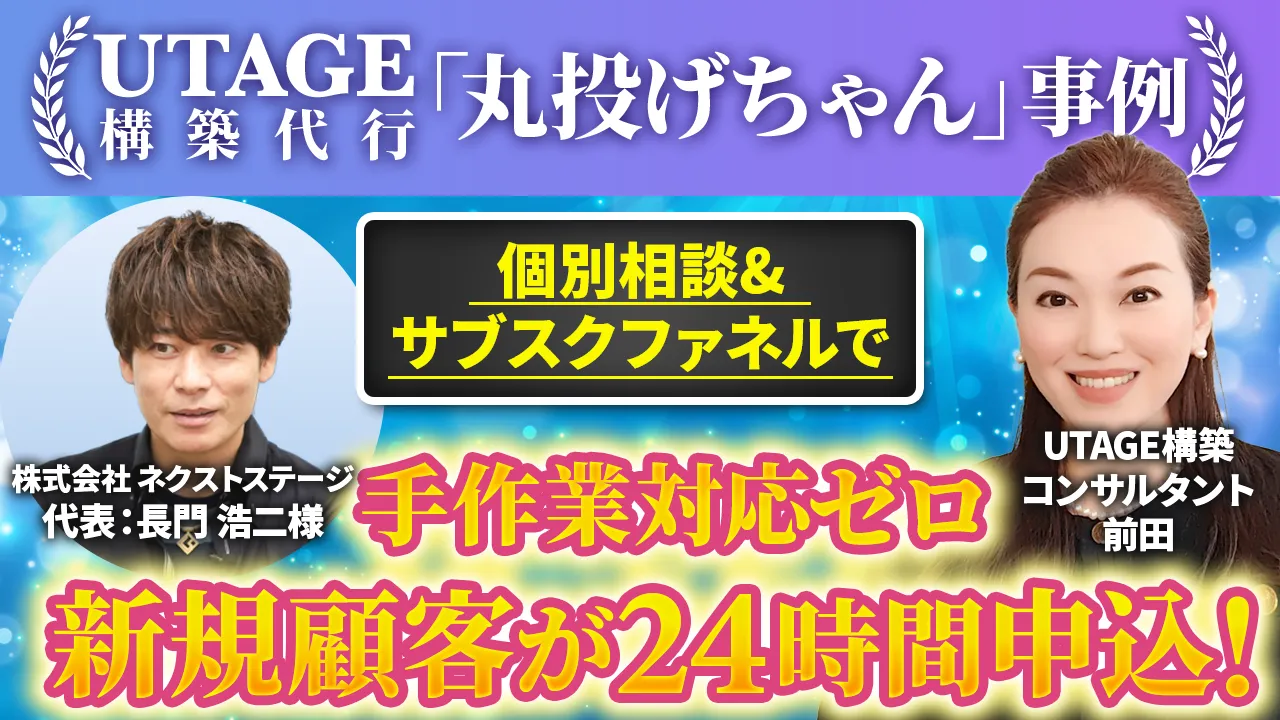 UTAGE
構築代行
「丸投げちゃん」事例
個別相談&
サブスクファネルで
株式会社 ネクストステージ
代表：長門 浩二様
UTAGE構築
コンサルタント
前田
手作業対応ゼロ
新規顧客が24時間申込!